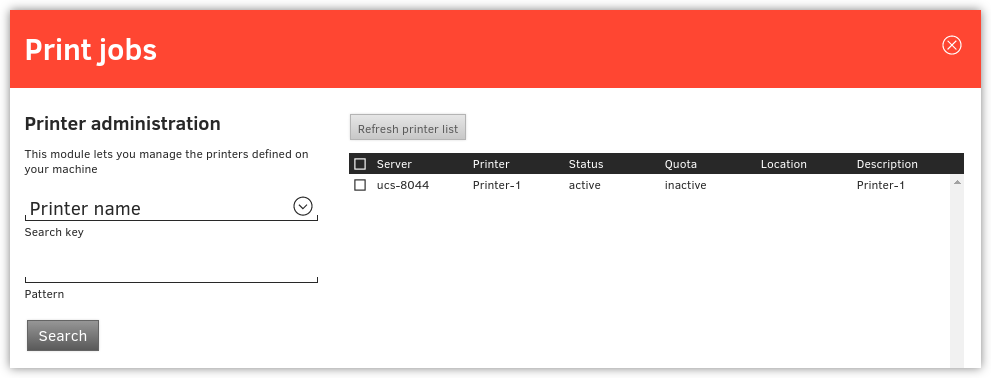 Print jobs
Printer administration
This module lets you manage the printers defined on
your machine
Printer name
Search key
Pattern
Search
Refresh printer list
Server Printer Status Quota Location Description
ucs-8044 Printer-1 active inactive Printer-1